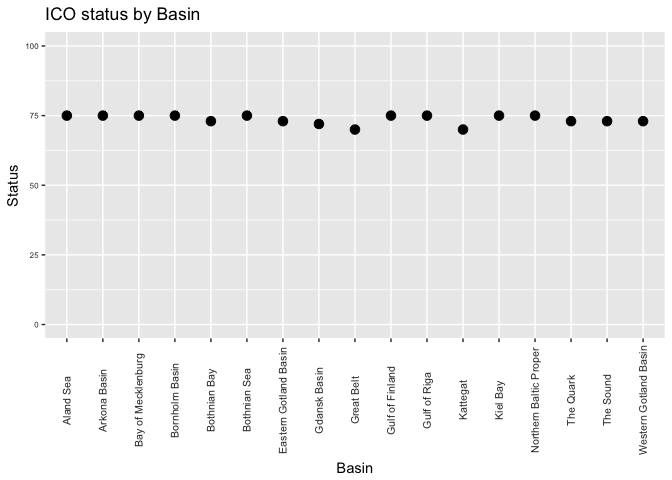 ICO status by Basin
Status
100
75
50
25
0
Aland Sea
Arkona Basin
Bay of Mecklenburg
Bornholm Basin
Bothnian Bay
Bothnian Sea
Eastern Gotland Basin
Gdansk Basin
Great Belt
Gulf of Finland
Gulf of Riga
Kattegat
Kiel Bay
Northern Baltic Proper
The Quark
The Sound
Western Gotland Basin
Basin